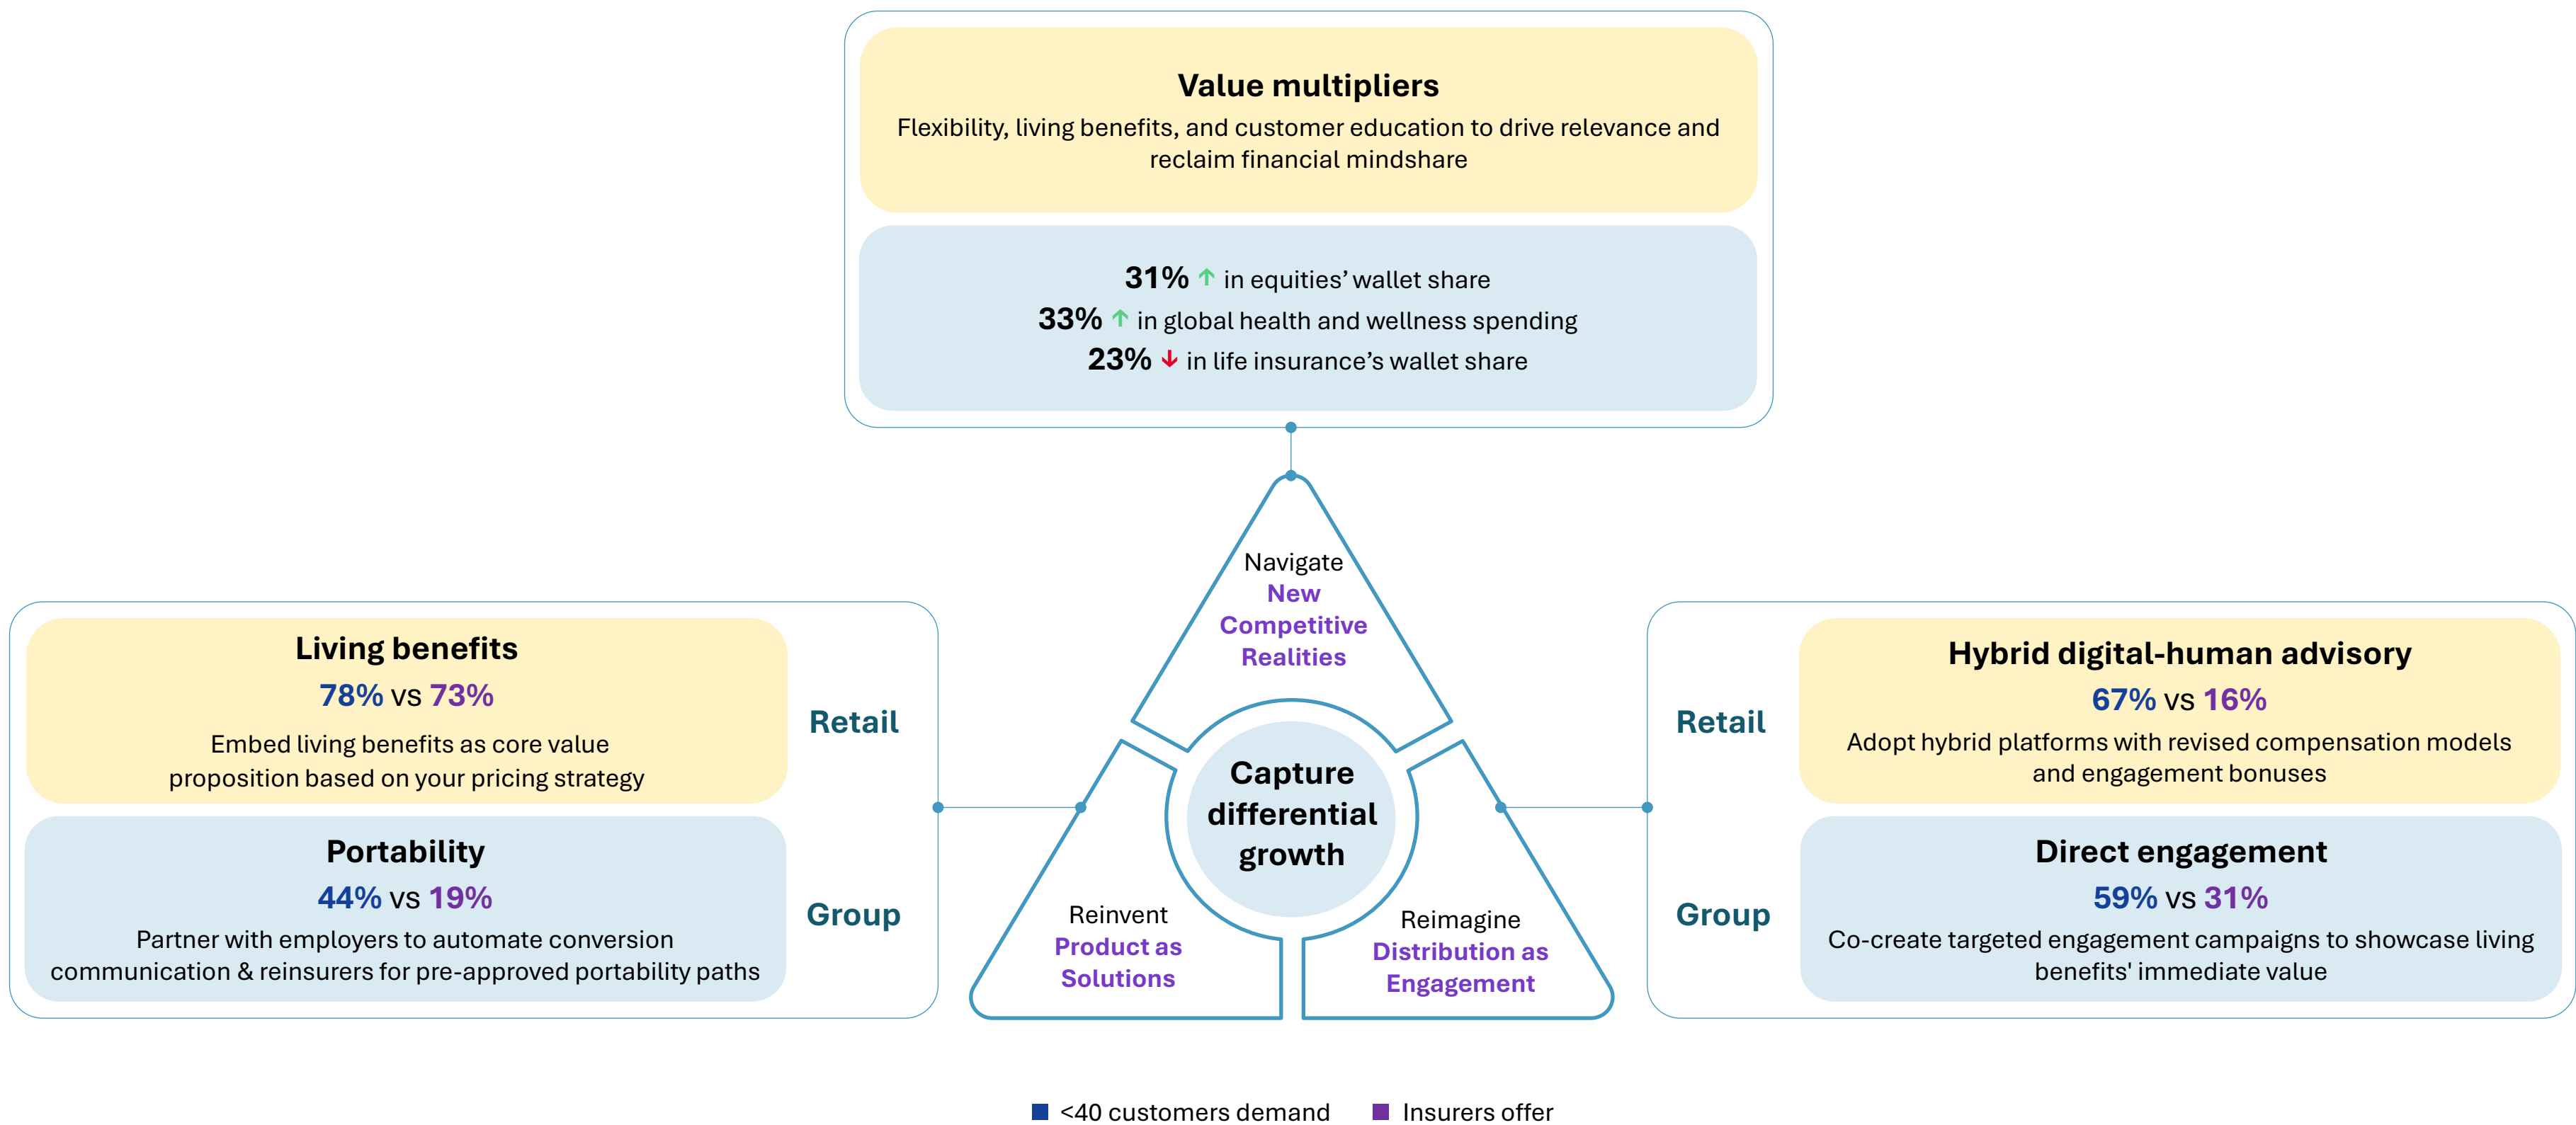 Value multipliers
Flexibility, living benefits, and customer education to drive relevance and
reclaim financial mindshare
31% ↑ in equities’ wallet share
33% ↑ in global health and wellness spending
23% ↓ in life insurance’s wallet share
Navigate
New
Competitive
Realities
Living benefits
78% vs 73%
Embed living benefits as core value
proposition based on your pricing strategy
Retail
Portability
44% vs 19%
Partner with employers to automate conversion
communication & reinsurers for pre-approved portability paths
Group
Capture
differential
growth
Reinvent
Product as
Solutions
Reimagine
Distribution as
Engagement
Retail
Hybrid digital-human advisory
67% vs 16%
Adopt hybrid platforms with revised compensation models
and engagement bonuses
Group
Direct engagement
59% vs 31%
Co-create targeted engagement campaigns to showcase living
benefits' immediate value
<40 customers demand
Insurers offer